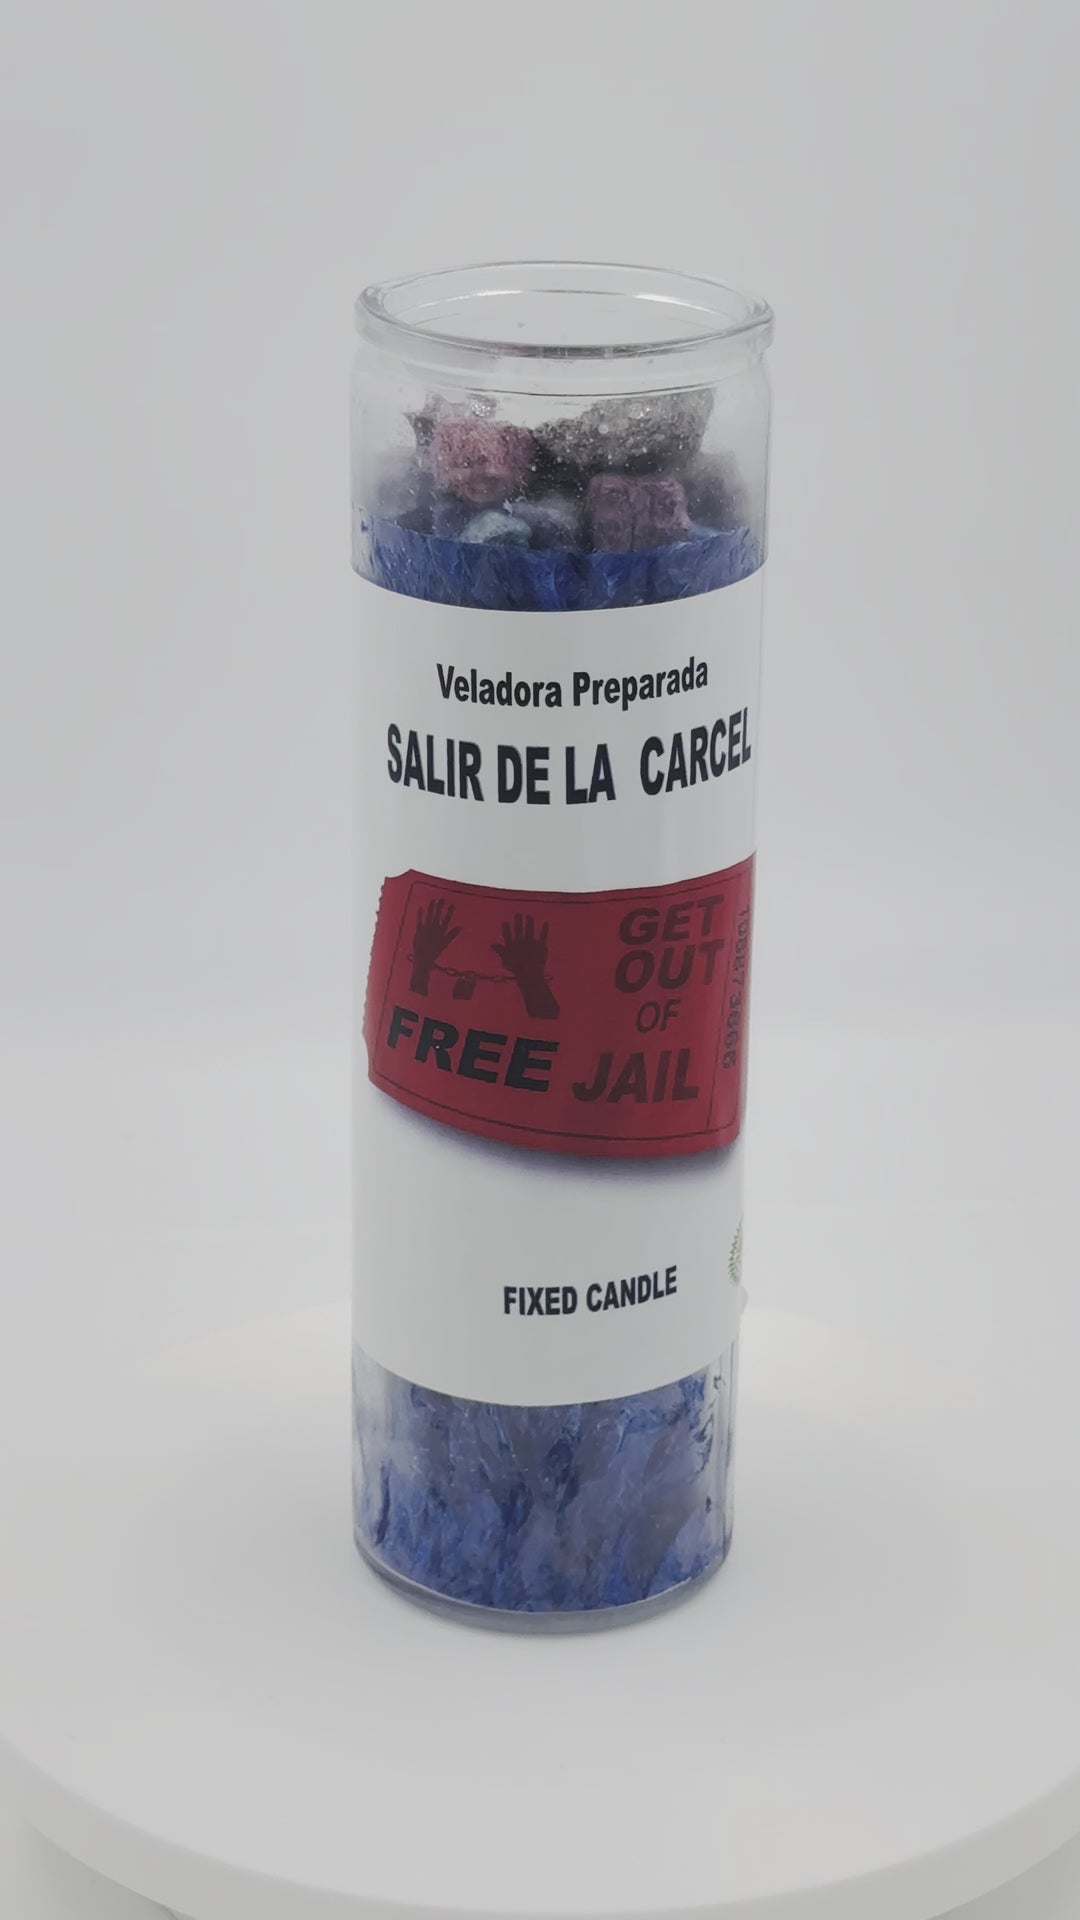 Veladora Preparada
SALIR DE LA CARCEL
GET
OUT
OF
FREE JAIL
FIXED CANDLE